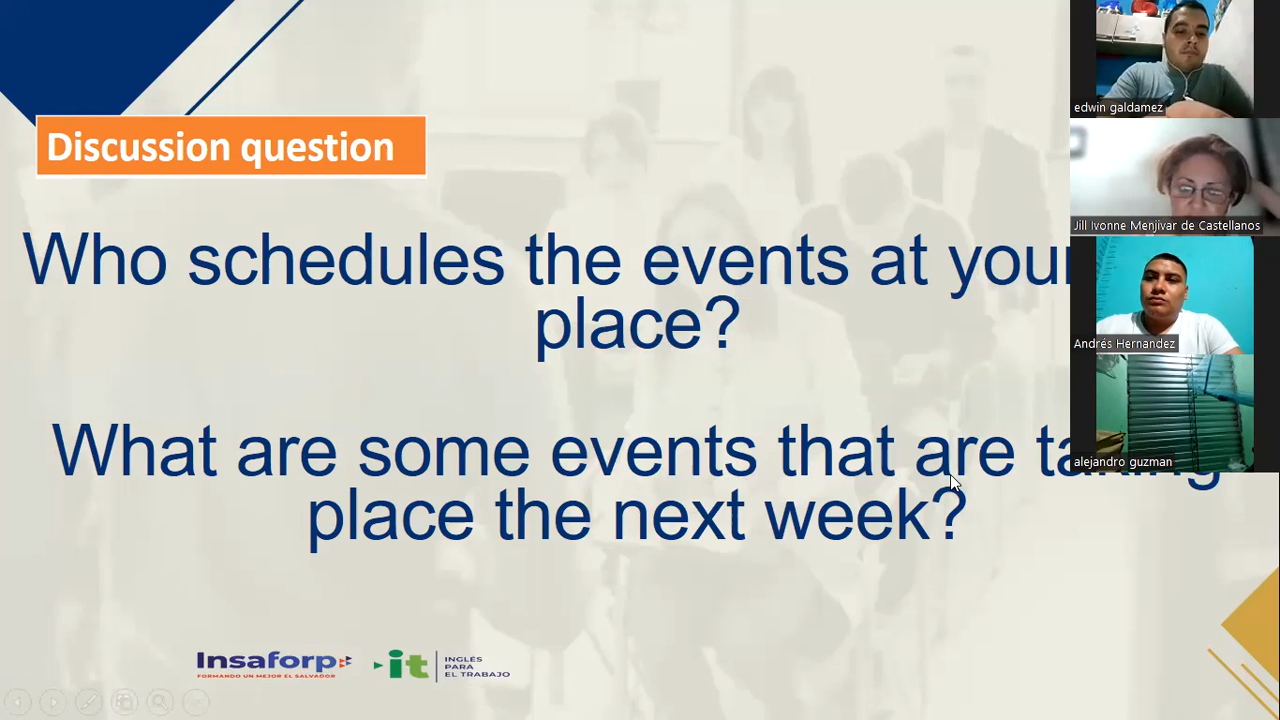 Discussion question
Who schedules the events at your
place?
What are some events that are taking
place the next week?
Insaforp
FORMANDO UN MEJOR EL SALVADOR
it
INGLÉS
PARA
EL TRABAJO
edwin galdamez
Jill Ivonne Menjivar de Castellanos
Andrés Hernandez
alejandro guzman